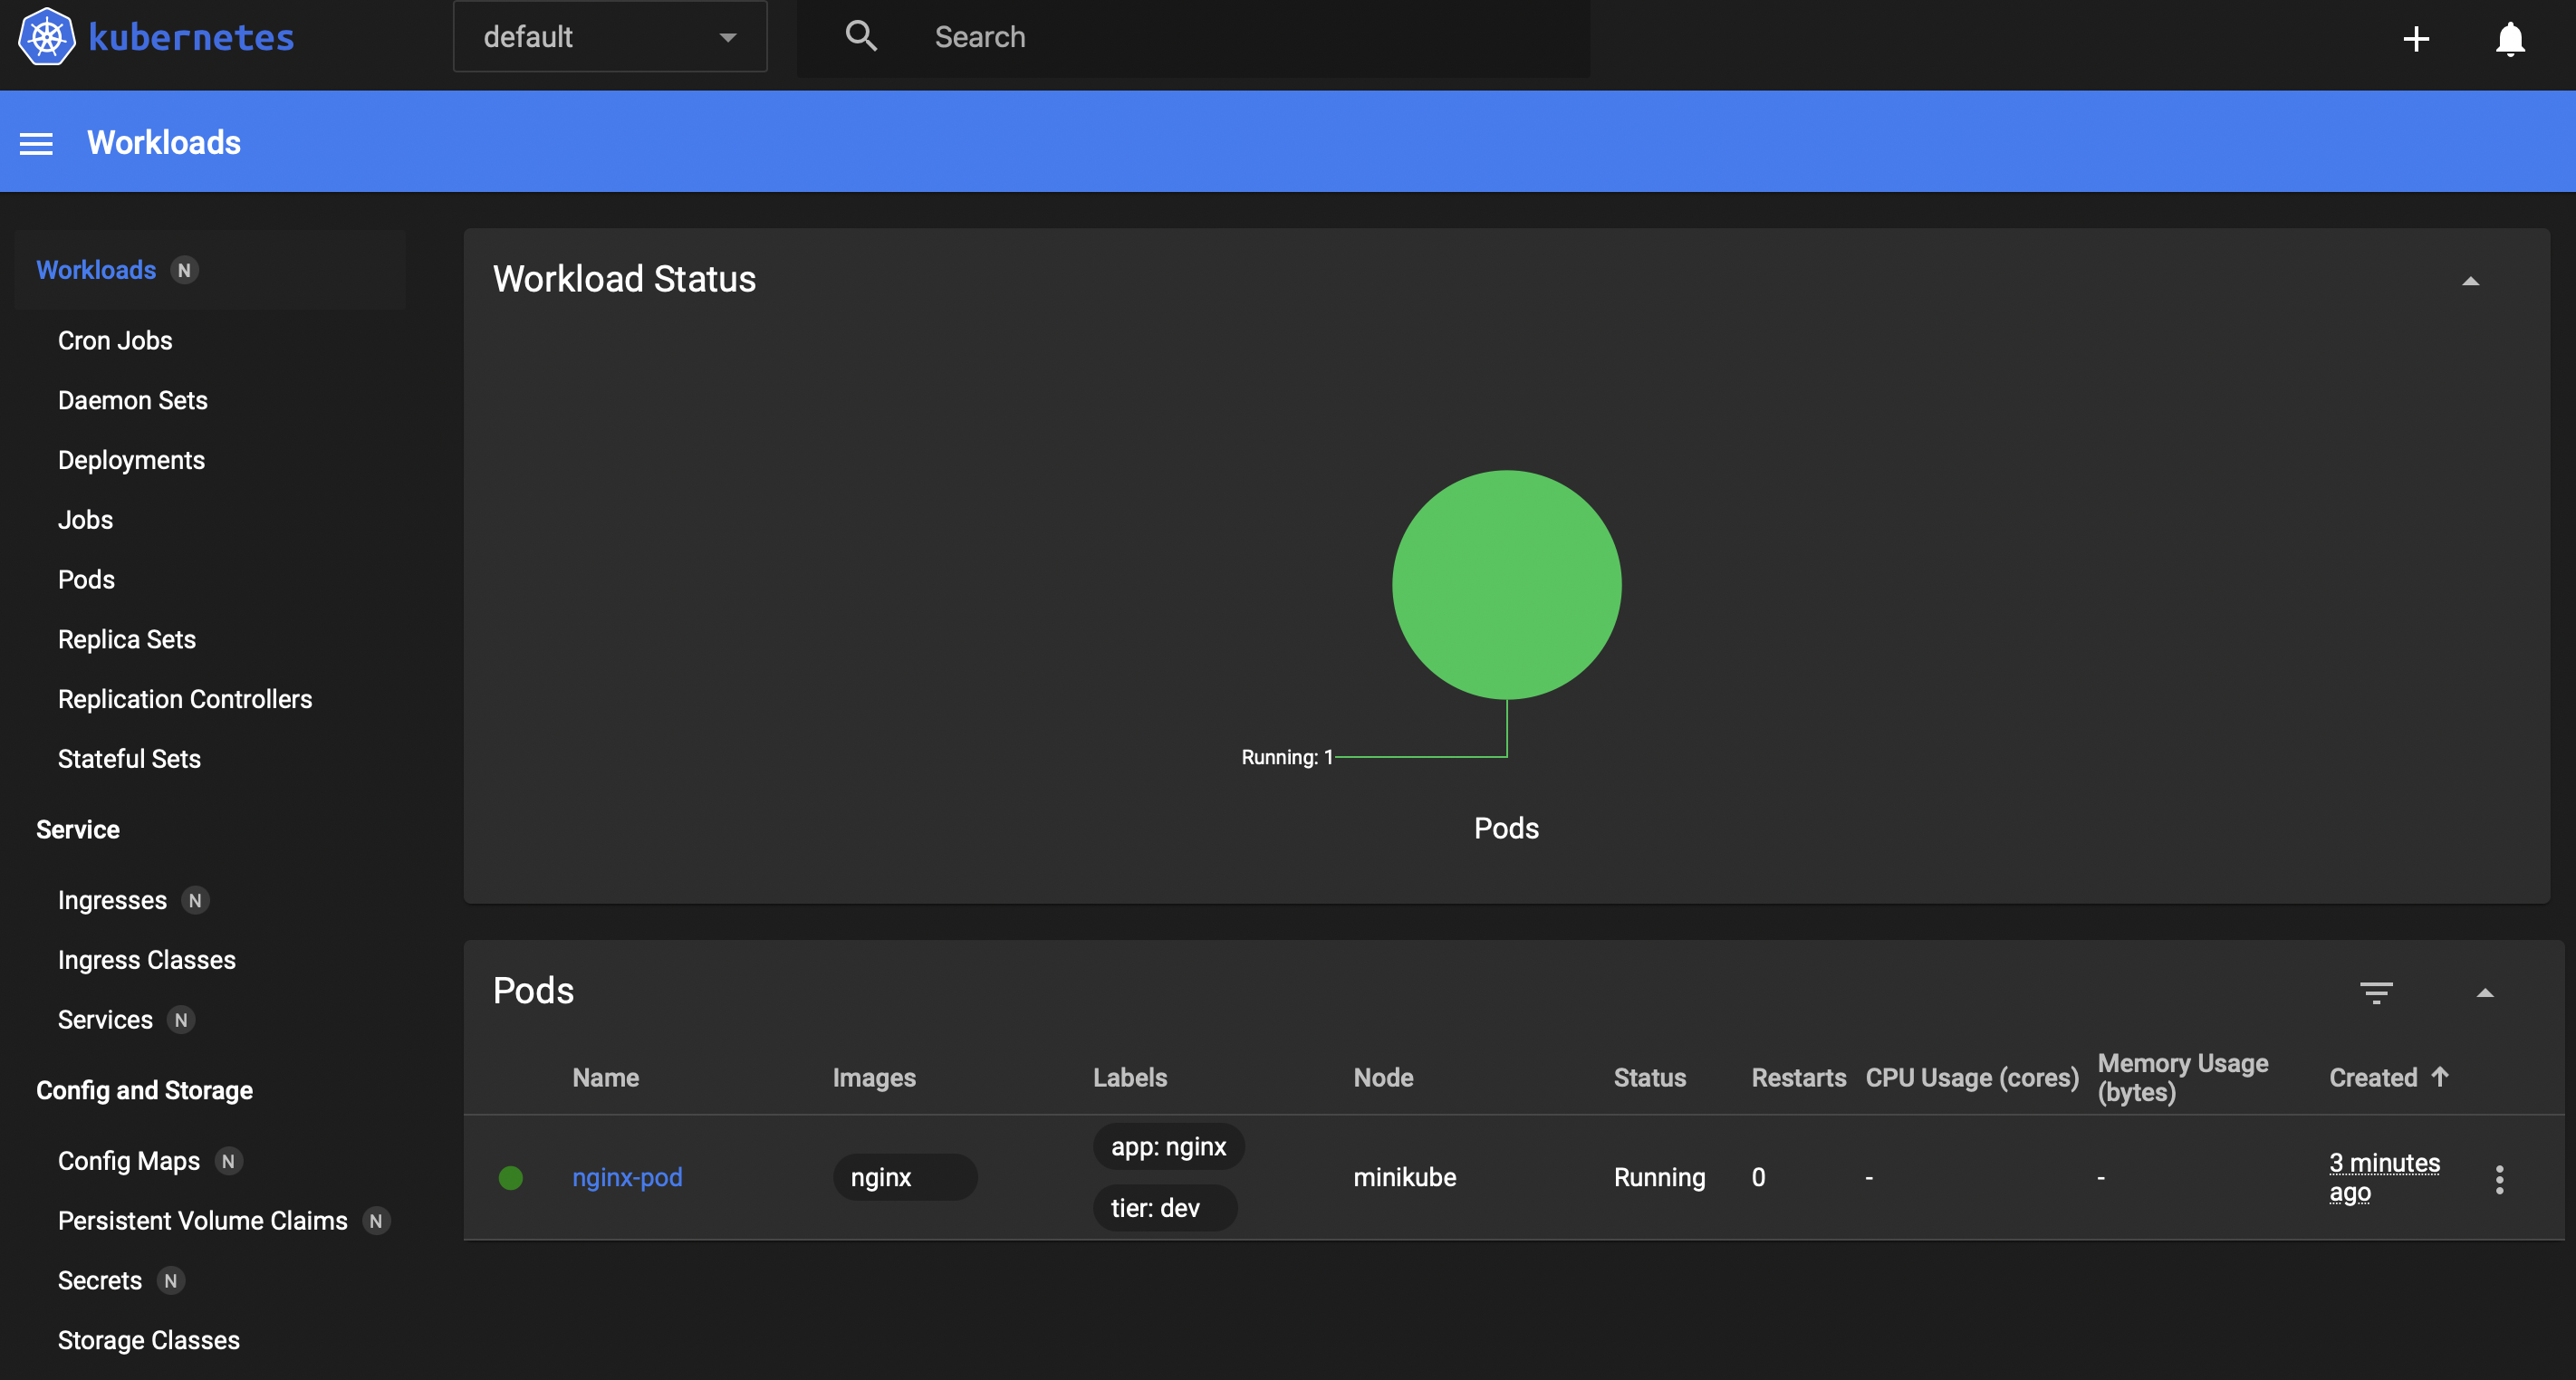 kubernetes
default
Search
Workloads
Workloads N
Cron Jobs
Daemon Sets
Deployments
Jobs
Pods
Replica Sets
Replication Controllers
Stateful Sets
Service
Ingresses N
Ingress Classes
Services N
Config and Storage
Config Maps N
Persistent Volume Claims N
Secrets N
Storage Classes
Workload Status
Running: 1
Pods
Pods
Name Images Labels Node Status Restarts CPU Usage (cores) Memory Usage (bytes) Created
nginx-pod nginx app: nginx minikube Running 0 - - 3 minutes ago
tier: dev